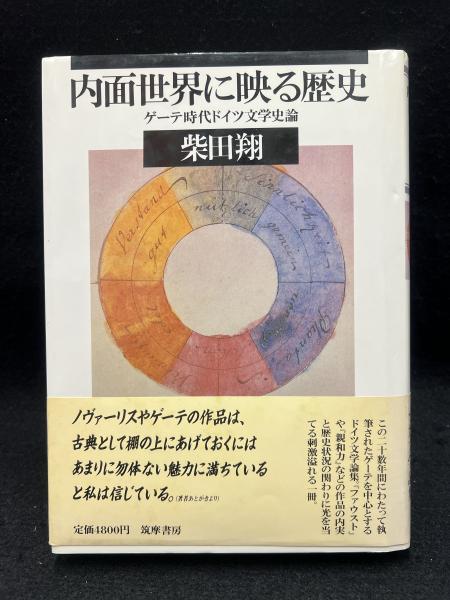 内面世界に映る歴史
ゲーテ時代ドイツ文学史論
柴田翔
Verstand
Sinnlichkeit
gut
nützlich
gemein
Phantasie
ノヴァーリスやゲーテの作品は、
古典として棚の上にあげておくには
あまりに勿体ない魅力に満ちている
と私は信じている。(著者あとがきより)
定価4800円 筑摩書房
この二十数年間にわたって執
筆されたゲーテを中心とする
ドイツ文学論集。『ファウスト』
や『親和力』などの作品の内実
と歴史状況の関わりに光を当
てる刺激溢れる一冊。